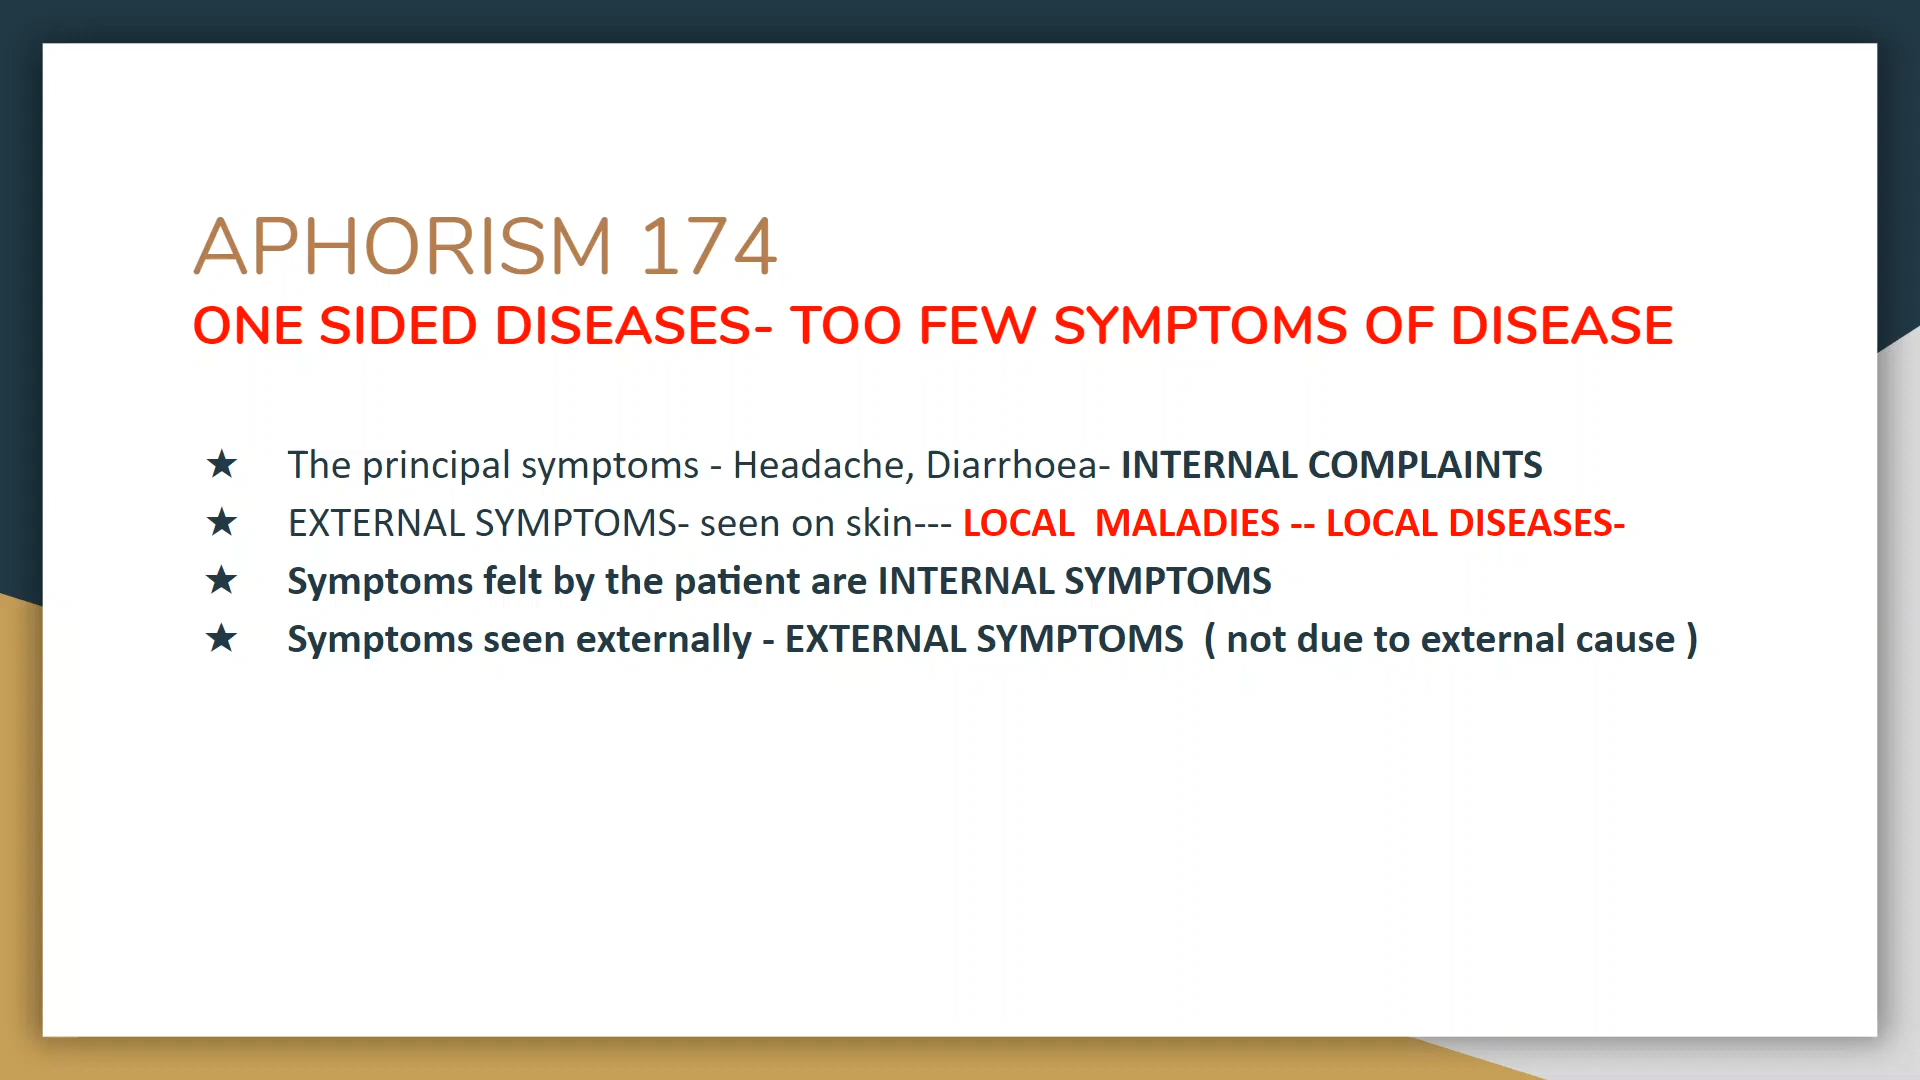 APHORISM 174
ONE SIDED DISEASES- TOO FEW SYMPTOMS OF DISEASE
★ The principal symptoms - Headache, Diarrhoea- INTERNAL COMPLAINTS
★ EXTERNAL SYMPTOMS- seen on skin--- LOCAL MALADIES -- LOCAL DISEASES-
★ Symptoms felt by the patient are INTERNAL SYMPTOMS
★ Symptoms seen externally - EXTERNAL SYMPTOMS ( not due to external cause )